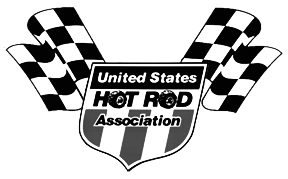 United States
HOT ROD
Association